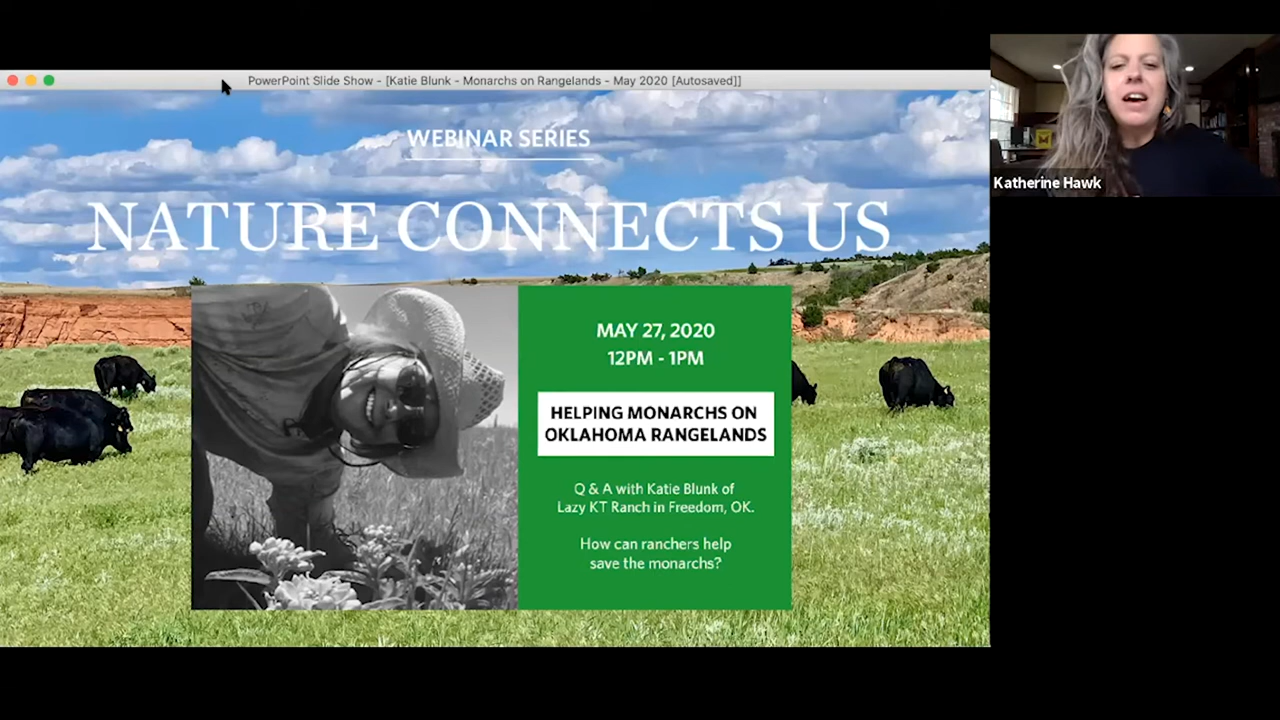 PowerPoint Slide Show - [Katie Blunk - Monarchs on Rangelands - May 2020 [Autosaved]]
WEBINAR SERIES
NATURE CONNECTS US
MAY 27, 2020
12PM - 1PM
HELPING MONARCHS ON
OKLAHOMA RANGELANDS
Q & A with Katie Blunk of
Lazy KT Ranch in Freedom, OK.
How can ranchers help
save the monarchs?
Katherine Hawk